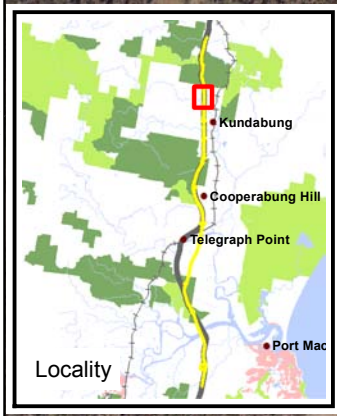 Kundabung
Cooperabung Hill
Telegraph Point
Port Mac
Locality